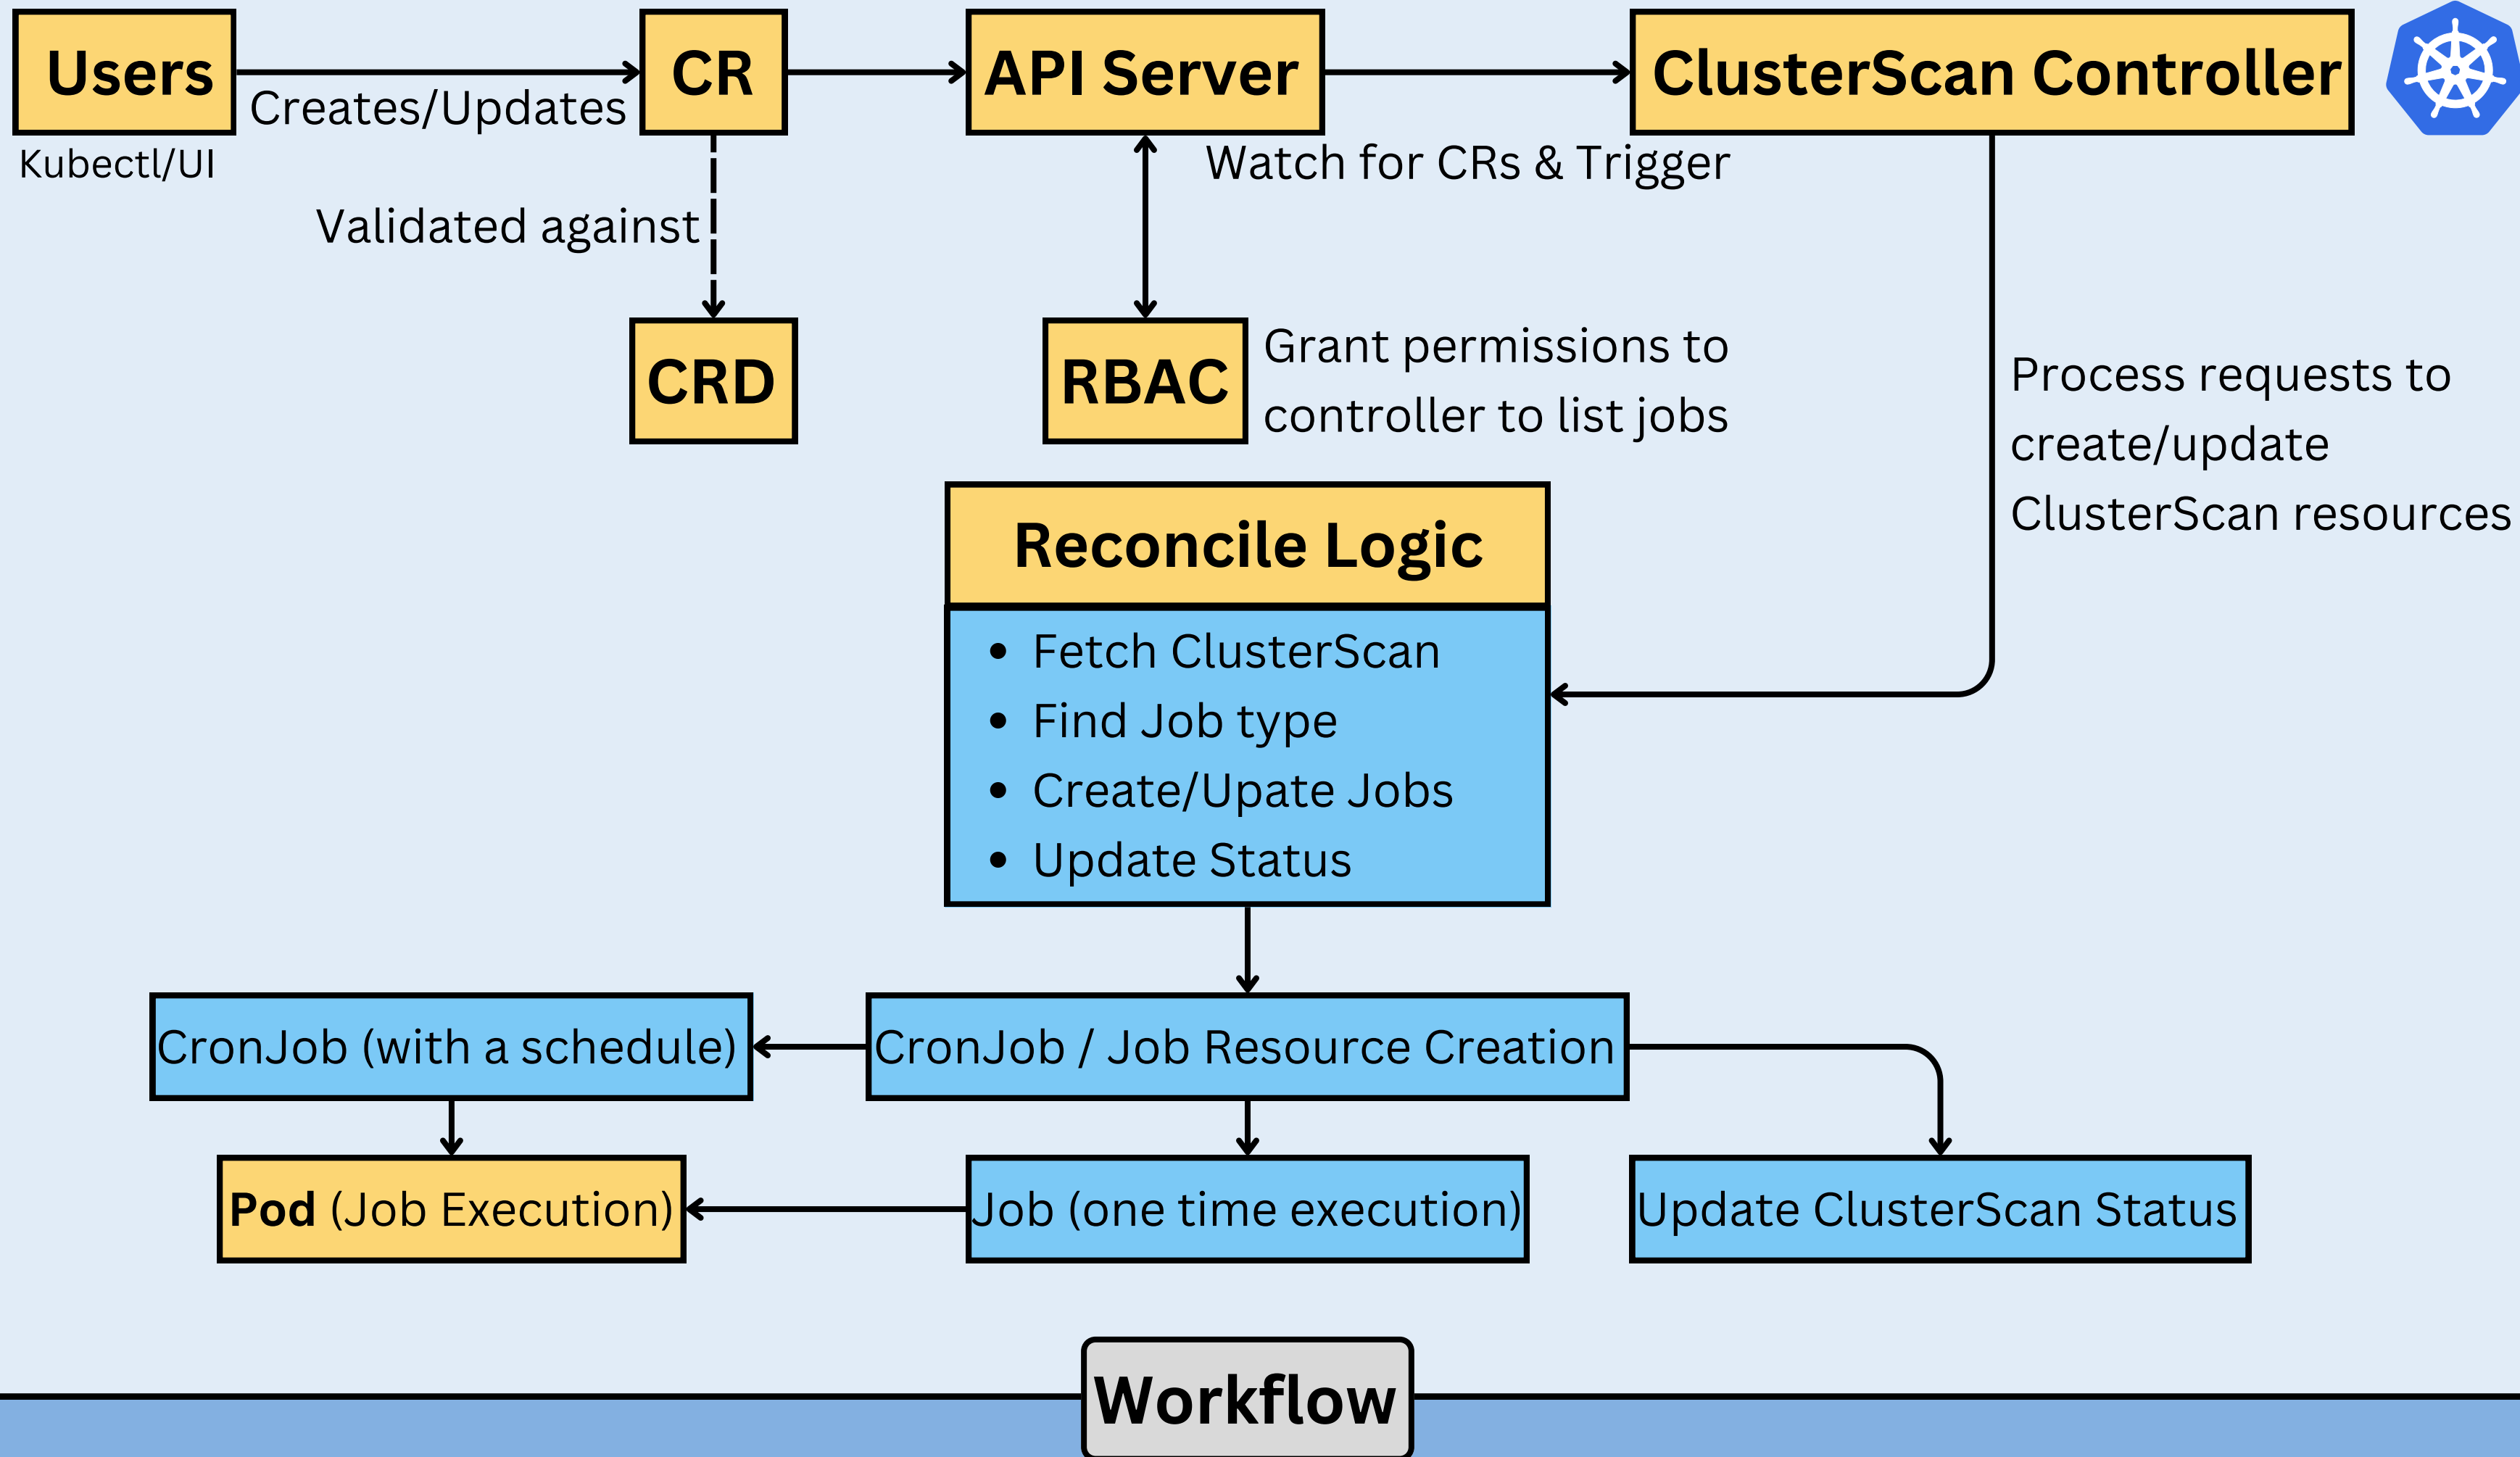 Users
CR
API Server
ClusterScan Controller
Creates/Updates
Kubectl/UI
Watch for CRs & Trigger
Validated against
CRD
RBAC
Grant permissions to
controller to list jobs
Process requests to
create/update
ClusterScan resources
Reconcile Logic
Fetch ClusterScan
Find Job type
Create/Upate Jobs
Update Status
CronJob (with a schedule)
CronJob / Job Resource Creation
Pod (Job Execution)
Job (one time execution)
Update ClusterScan Status
Workflow